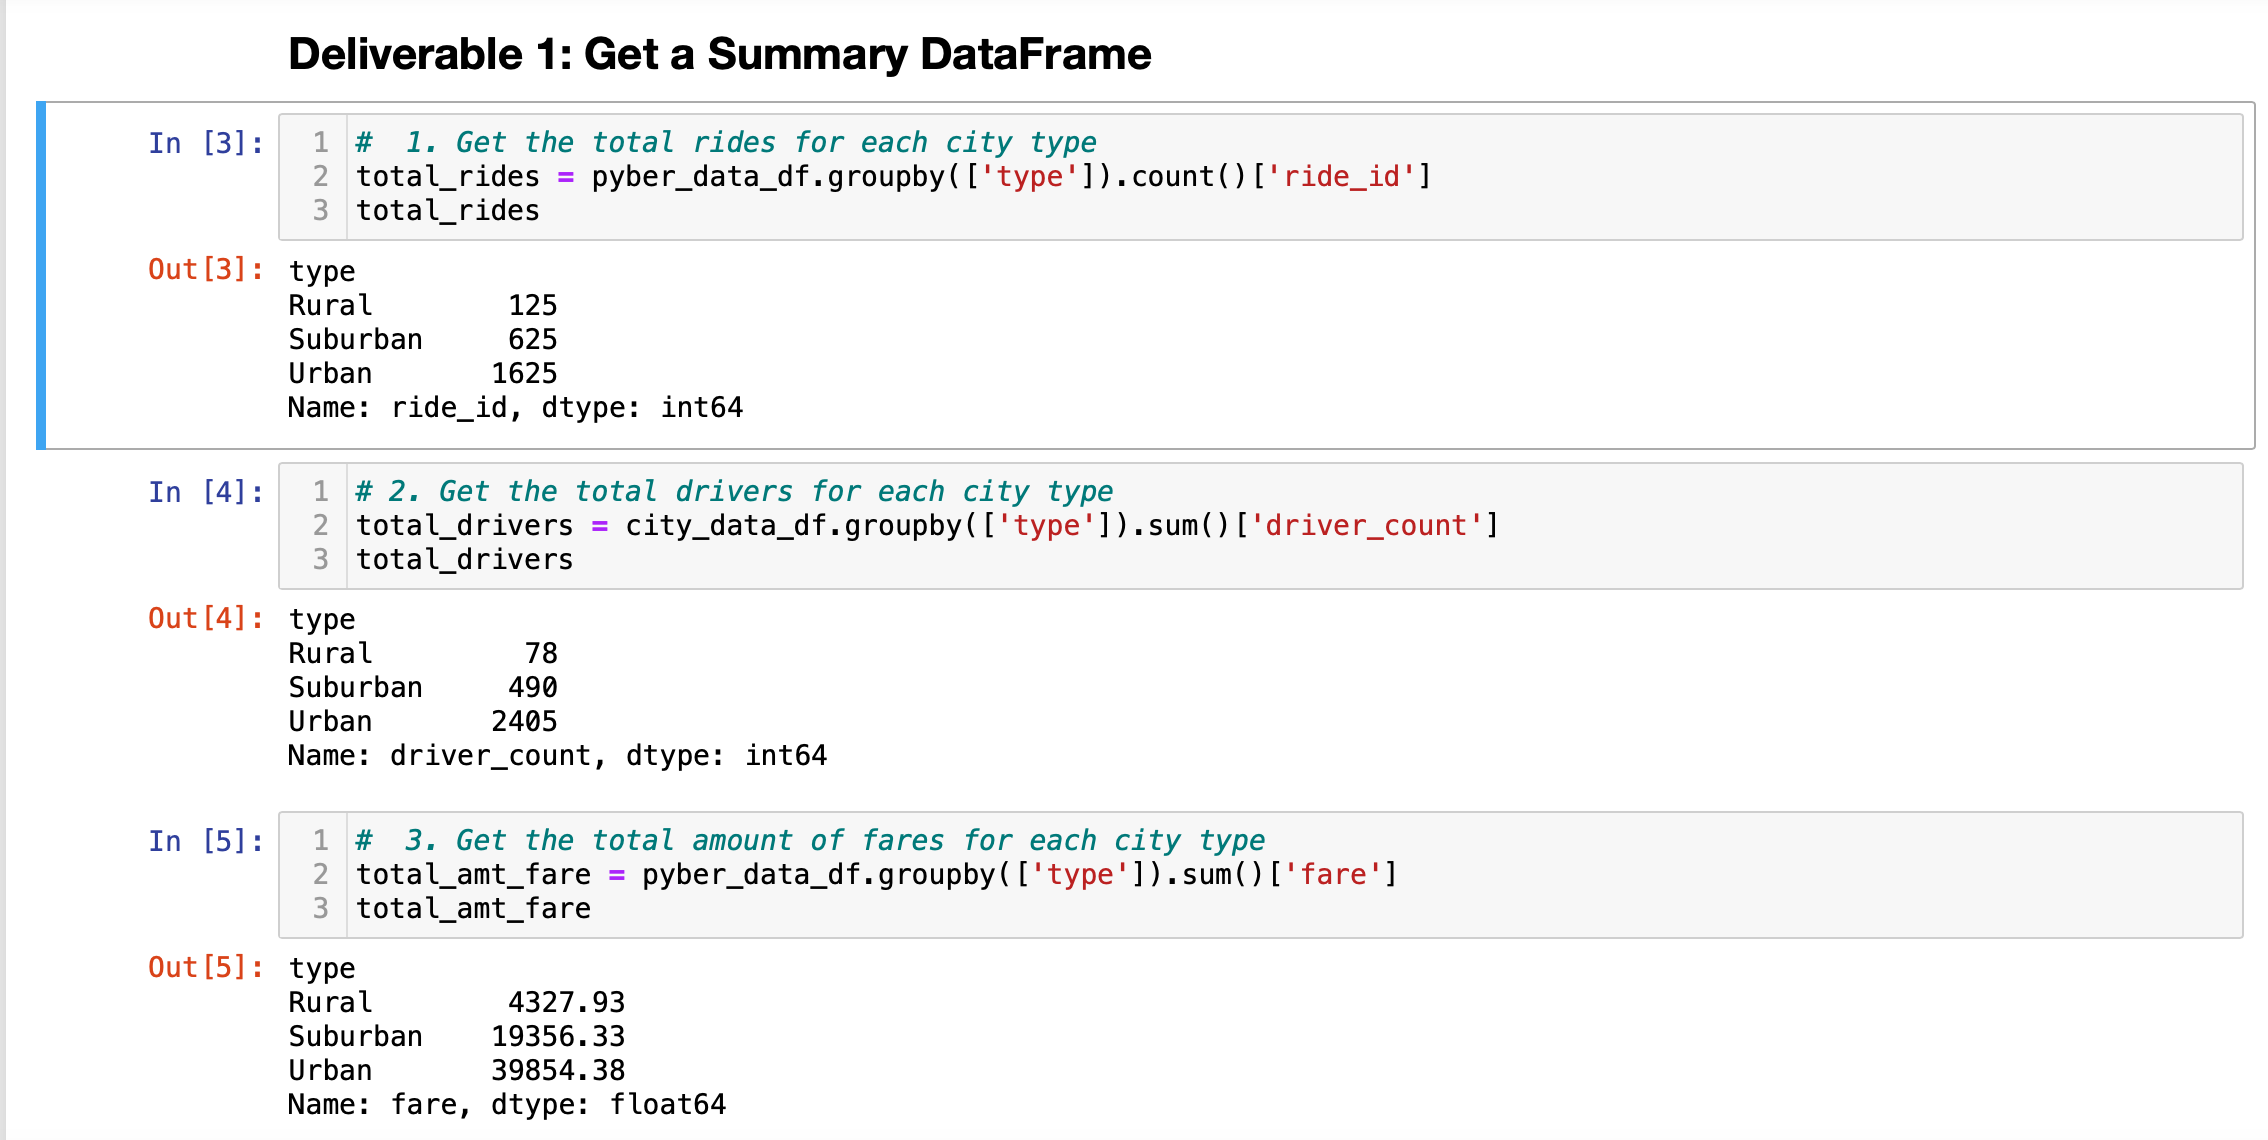 Deliverable 1: Get a Summary DataFrame
In [3]:
1 #  1. Get the total rides for each city type
2 total_rides = pyber_data_df.groupby(['type']).count()['ride_id']
3 total_rides
Out[3]: type
Rural        125
Suburban     625
Urban       1625
Name: ride_id, dtype: int64
In [4]:
1 # 2. Get the total drivers for each city type
2 total_drivers = city_data_df.groupby(['type']).sum()['driver_count']
3 total_drivers
Out[4]: type
Rural         78
Suburban     490
Urban       2405
Name: driver_count, dtype: int64
In [5]:
1 #  3. Get the total amount of fares for each city type
2 total_amt_fare = pyber_data_df.groupby(['type']).sum()['fare']
3 total_amt_fare
Out[5]: type
Rural        4327.93
Suburban    19356.33
Urban       39854.38
Name: fare, dtype: float64